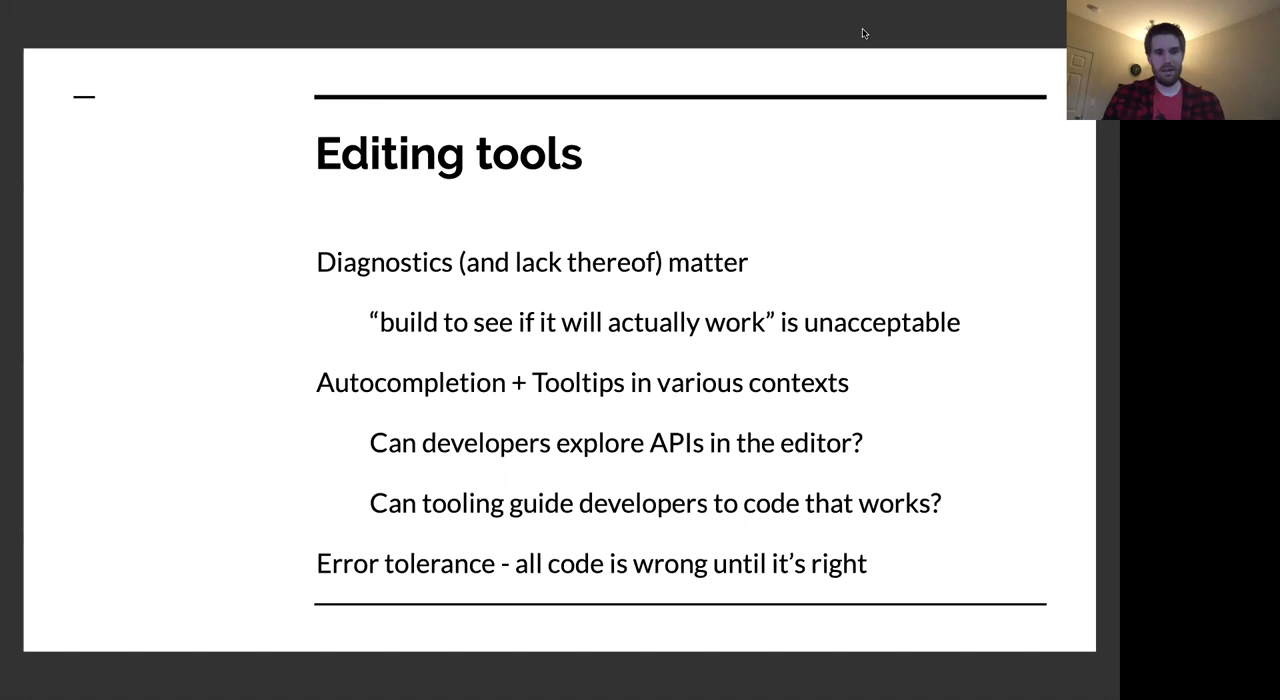 Editing tools
Diagnostics (and lack thereof) matter
“build to see if it will actually work” is unacceptable
Autocompletion + Tooltips in various contexts
Can developers explore APIs in the editor?
Can tooling guide developers to code that works?
Error tolerance - all code is wrong until it’s right